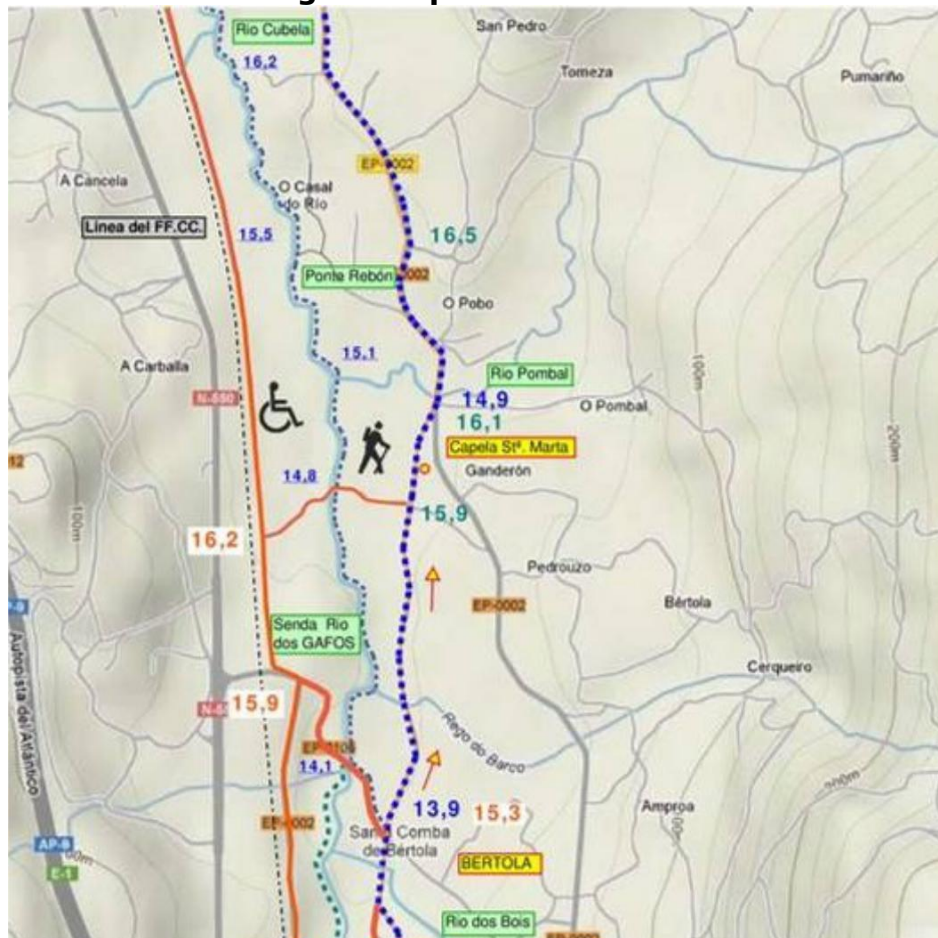 Rio Cubela
San Pedro
16,2
Tomeza
Pumariño
EP-0002
A Cancela
O Casal
do Río
Linea del FF.CC.
15,5
16,5
Ponte Rebón
0002
O Pobo
15,1
A Carballa
Rio Pombal
100m
N-550
14,9
O Pombal
16,1
Capela Stª. Marta
200m
12
Ganderón
14,8
15,9
100m
16,2
Pedrouzo
EP-0002
Bértola
Senda Rio
dos GAFOS
Autopista del Atlántico
Cerqueiro
15,9
Rego do Barco
14,1
13,9
15,3
Amproa
Santa Comba
de Bértola
AP-9
E-1
BERTOLA
Rio dos Bois